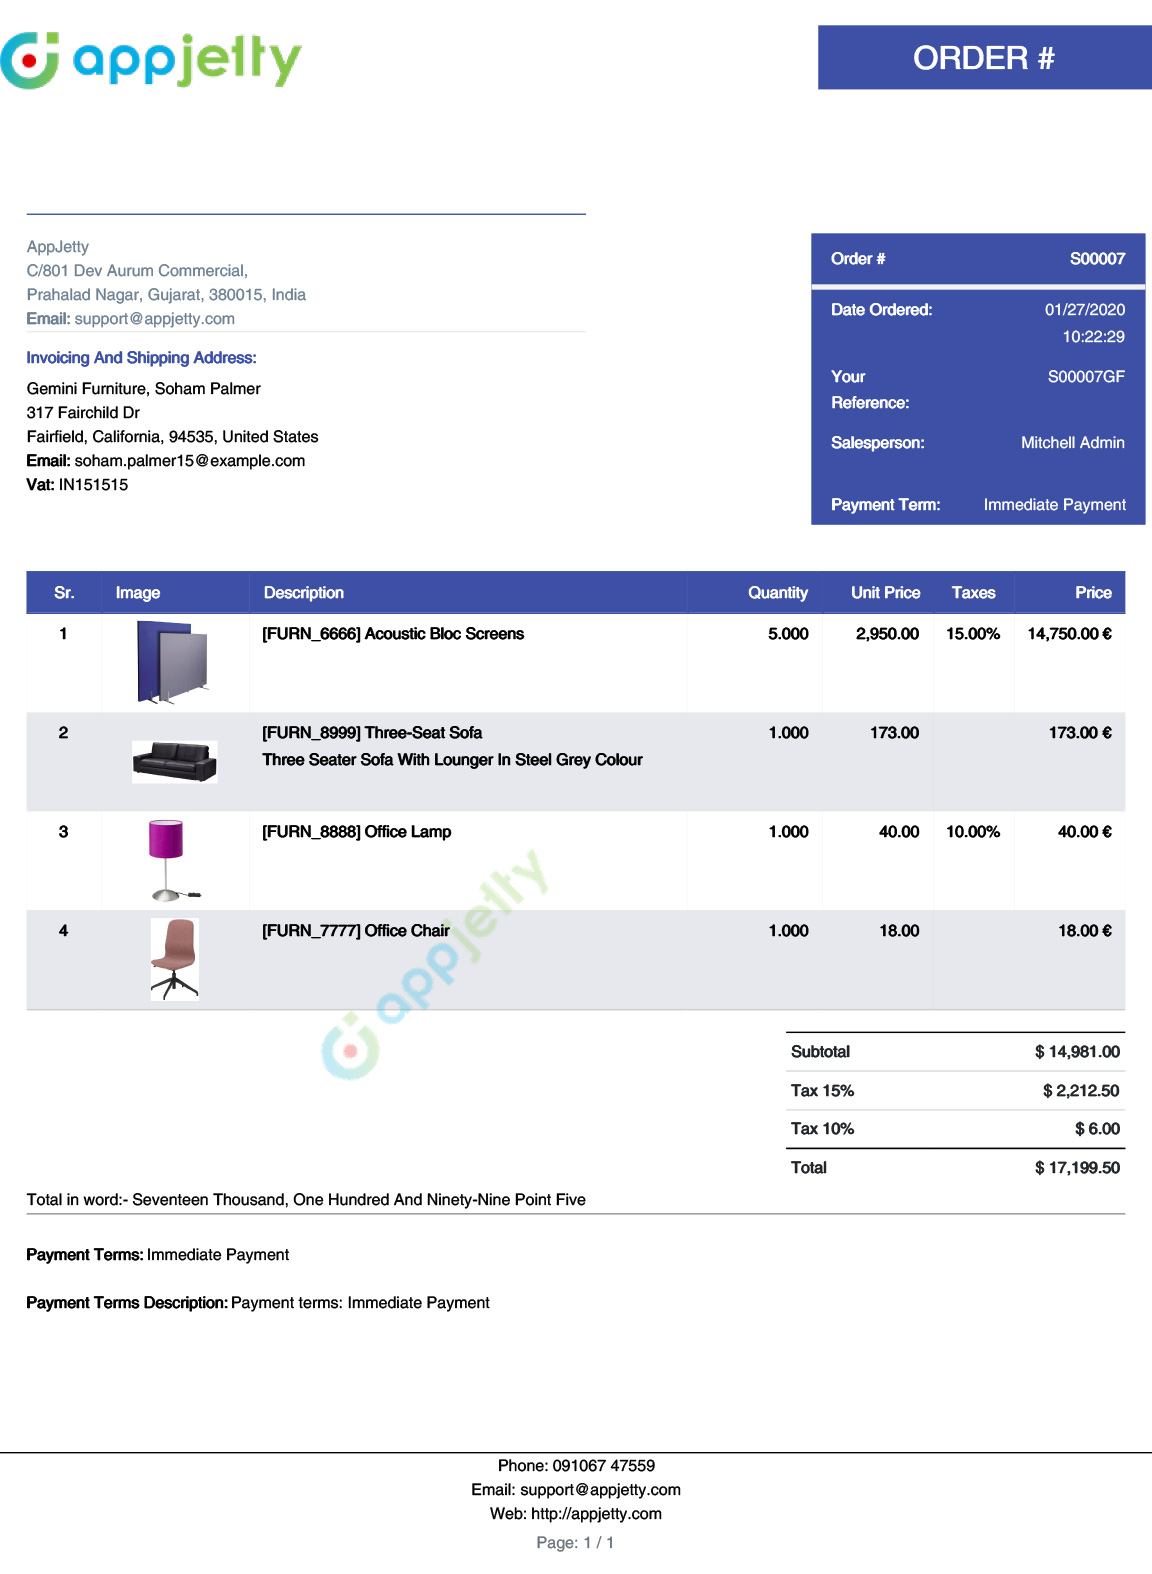 appjetty
ORDER #
AppJetty
C/801 Dev Aurum Commercial,
Prahalad Nagar, Gujarat, 380015, India
Email: support@appjetty.com
Invoicing And Shipping Address:
Gemini Furniture, Soham Palmer
317 Fairchild Dr
Fairfield, California, 94535, United States
Email: soham.palmer15@example.com
Vat: IN151515
Order # S00007
Date Ordered: 01/27/2020
10:22:29
Your S00007GF
Reference:
Salesperson: Mitchell Admin
Payment Term: Immediate Payment
Sr. Image Description Quantity Unit Price Taxes Price
1 [FURN_6666] Acoustic Bloc Screens 5.000 2,950.00 15.00% 14,750.00 €
2 [FURN_8999] Three-Seat Sofa 1.000 173.00 173.00 €
Three Seater Sofa With Lounger In Steel Grey Colour
3 [FURN_8888] Office Lamp 1.000 40.00 10.00% 40.00 €
4 [FURN_7777] Office Chair 1.000 18.00 18.00 €
appjetty
Subtotal $ 14,981.00
Tax 15% $ 2,212.50
Tax 10% $ 6.00
Total $ 17,199.50
Total in word:- Seventeen Thousand, One Hundred And Ninety-Nine Point Five
Payment Terms: Immediate Payment
Payment Terms Description: Payment terms: Immediate Payment
Phone: 091067 47559
Email: support@appjetty.com
Web: http://appjetty.com
Page: 1 / 1